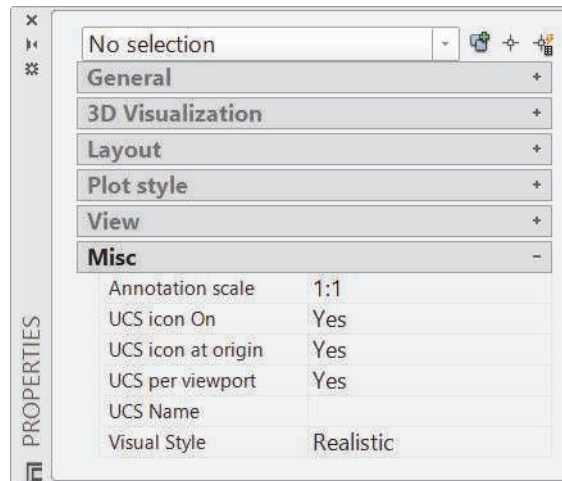 No selection
General
3D Visualization
Layout
Plot style
View
Misc
Annotation scale 1:1
UCS icon On Yes
UCS icon at origin Yes
UCS per viewport Yes
UCS Name
Visual Style Realistic
PROPERTIES